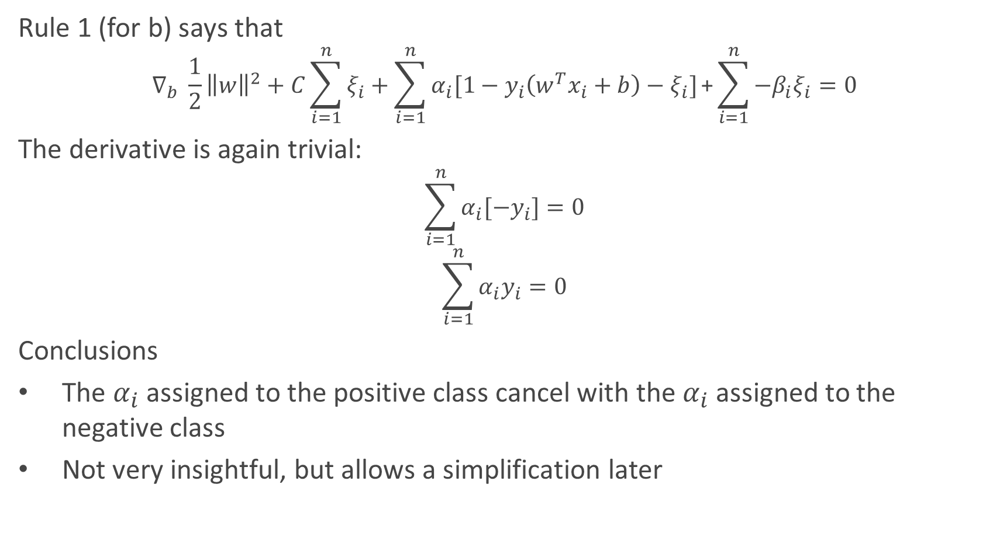 Rule 1 (for b) says that
$$\nabla_b \frac{1}{2}\|w\|^2 + C\sum_{i=1}^{n}\xi_i + \sum_{i=1}^{n}\alpha_i[1 - y_i(w^T x_i + b) - \xi_i] + \sum_{i=1}^{n}-\beta_i\xi_i = 0$$
The derivative is again trivial:
$$\sum_{i=1}^{n}\alpha_i[-y_i] = 0$$
$$\sum_{i=1}^{n}\alpha_i y_i = 0$$
Conclusions
• The $\alpha_i$ assigned to the positive class cancel with the $\alpha_i$ assigned to the
negative class
• Not very insightful, but allows a simplification later